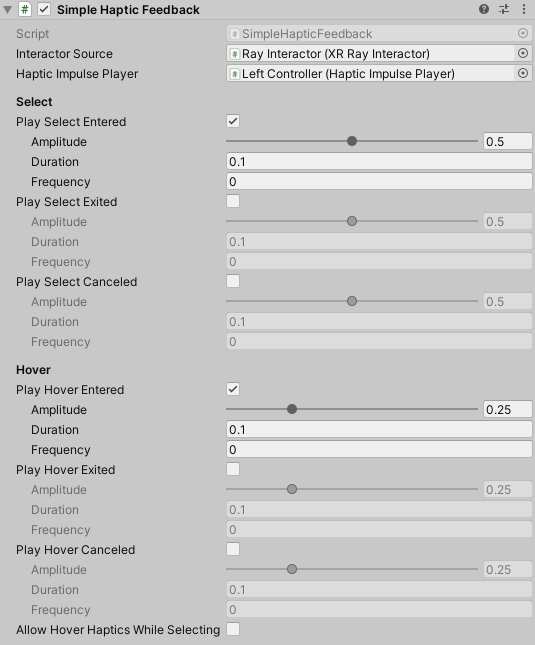 Simple Haptic Feedback
Script SimpleHapticFeedback
Interactor Source Ray Interactor (XR Ray Interactor)
Haptic Impulse Player Left Controller (Haptic Impulse Player)
Select
Play Select Entered
Amplitude 0.5
Duration 0.1
Frequency 0
Play Select Exited
Amplitude 0.5
Duration 0.1
Frequency 0
Play Select Canceled
Amplitude 0.5
Duration 0.1
Frequency 0
Hover
Play Hover Entered
Amplitude 0.25
Duration 0.1
Frequency 0
Play Hover Exited
Amplitude 0.25
Duration 0.1
Frequency 0
Play Hover Canceled
Amplitude 0.25
Duration 0.1
Frequency 0
Allow Hover Haptics While Selecting